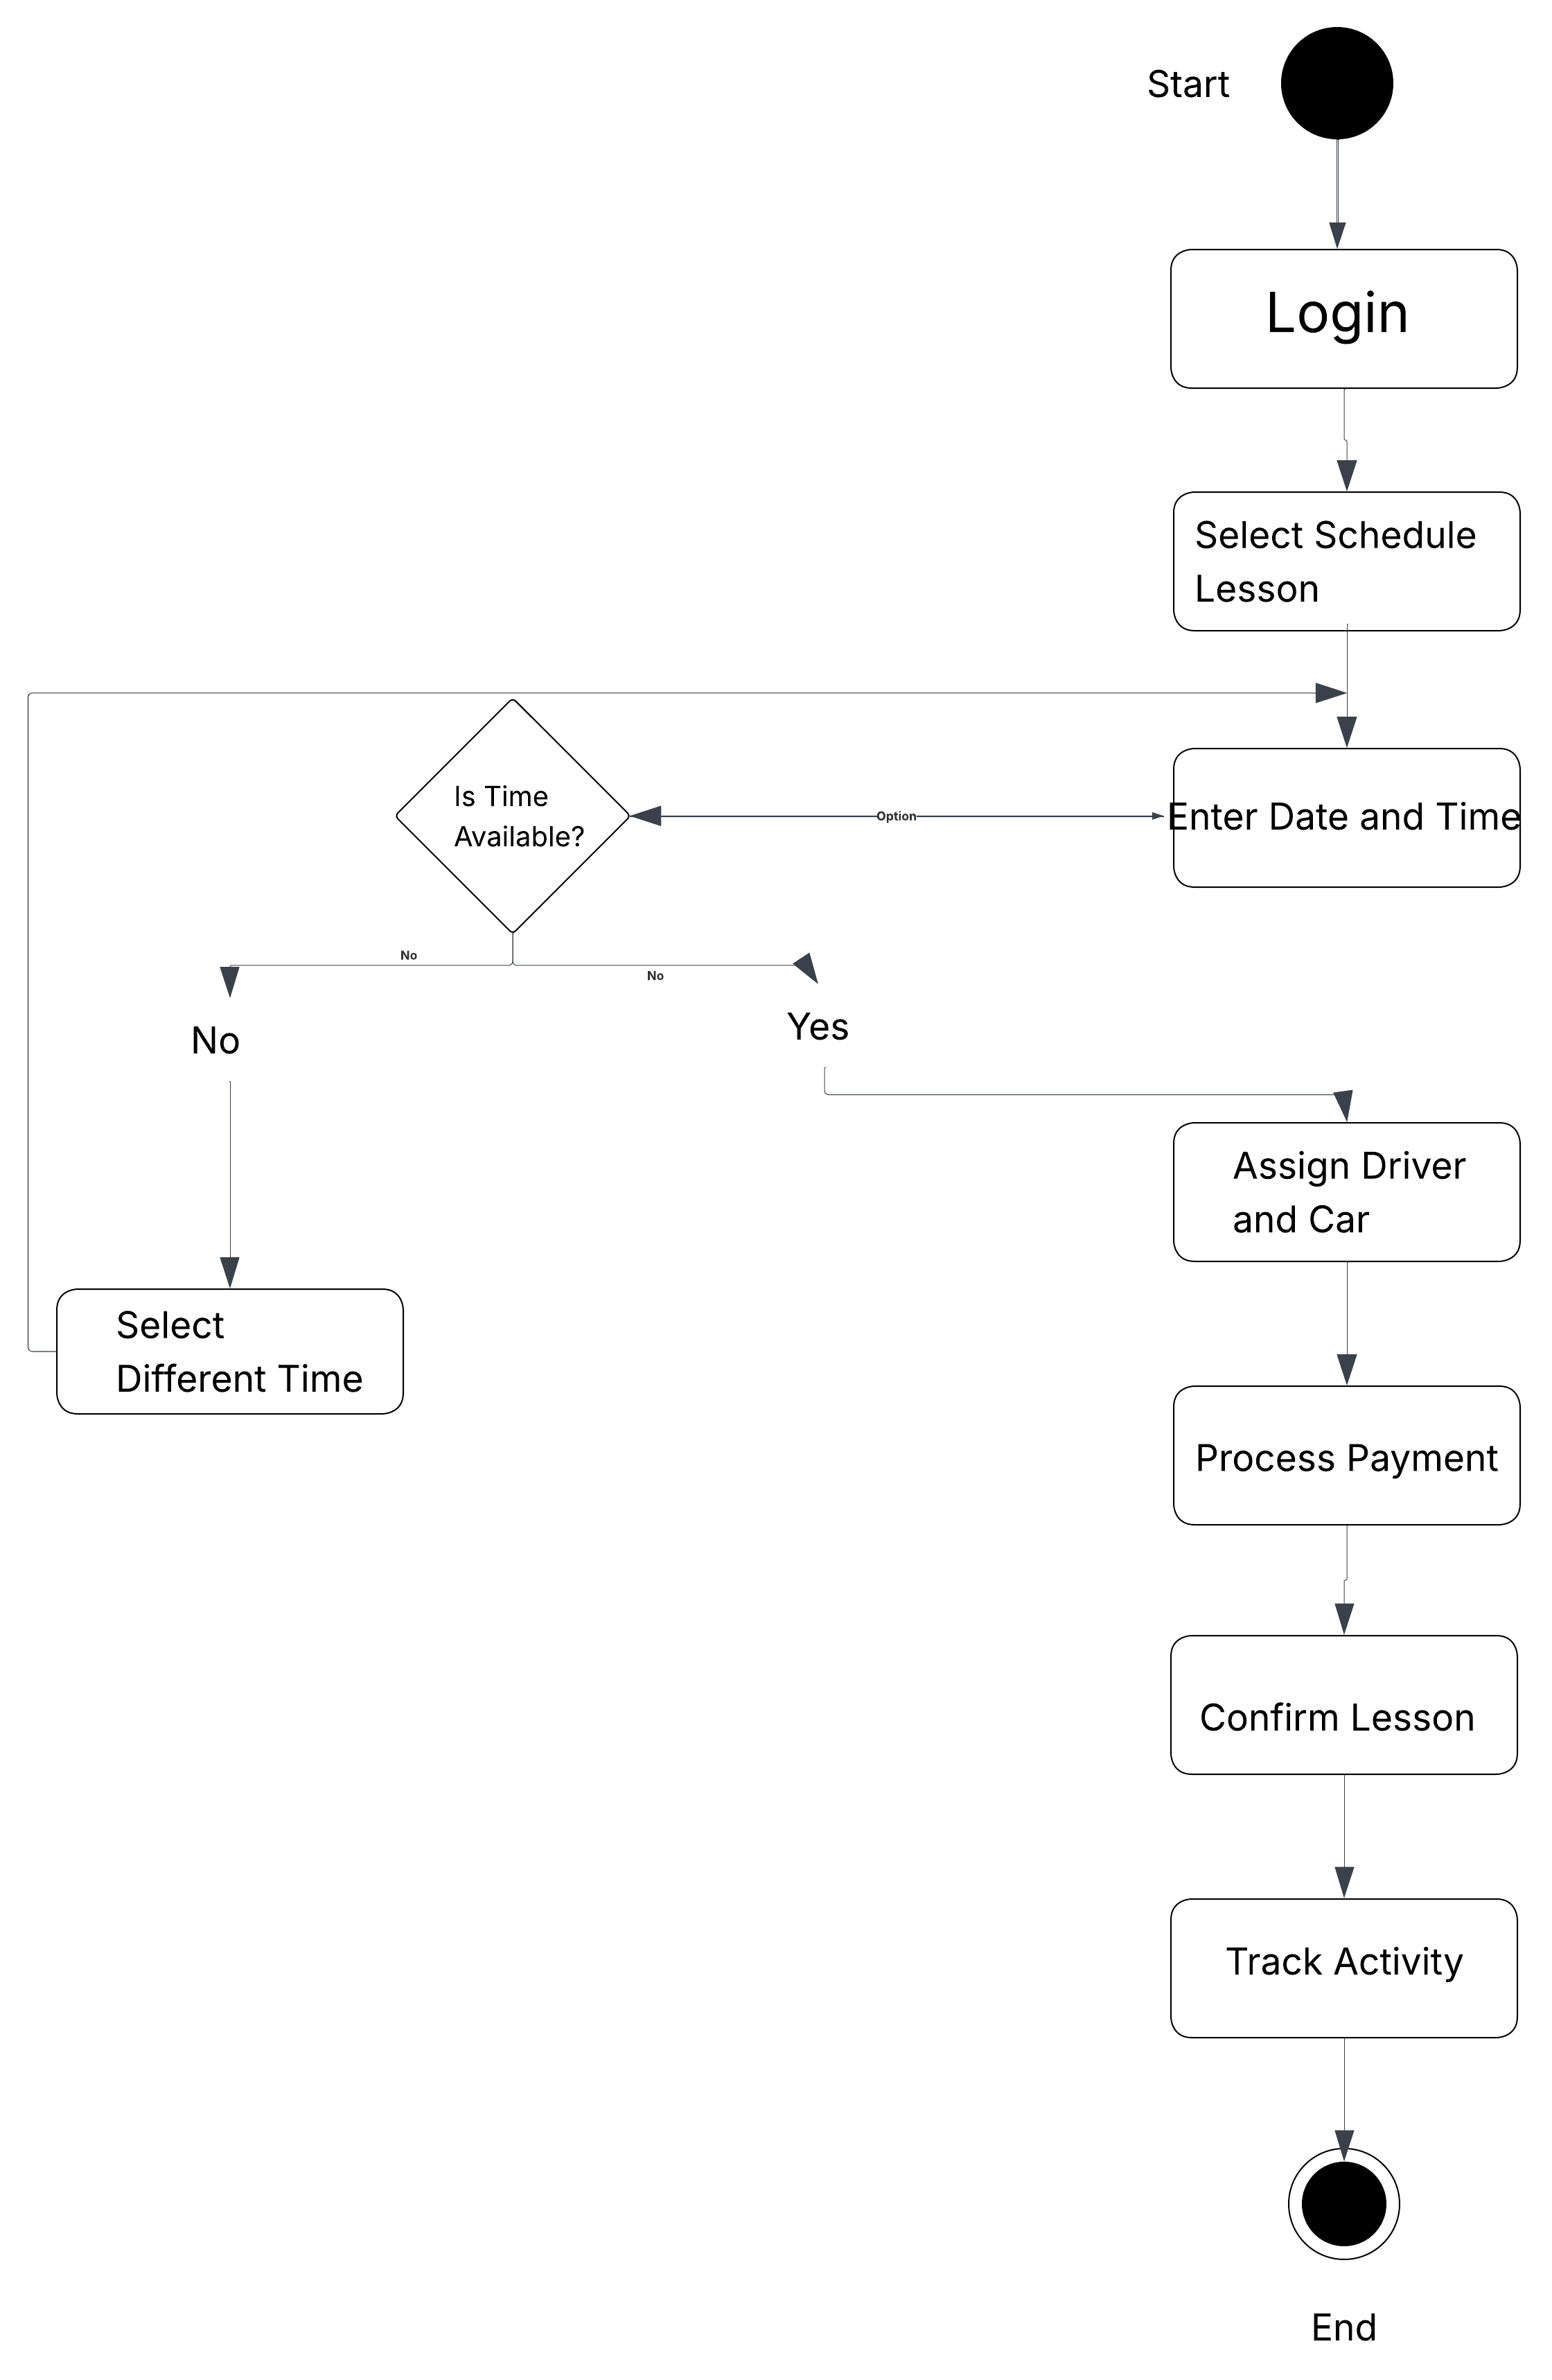 Start
Login
Select Schedule
Lesson
Is Time
Available?
Option
Enter Date and Time
No
No
No
Yes
Assign Driver
and Car
Select
Different Time
Process Payment
Confirm Lesson
Track Activity
End